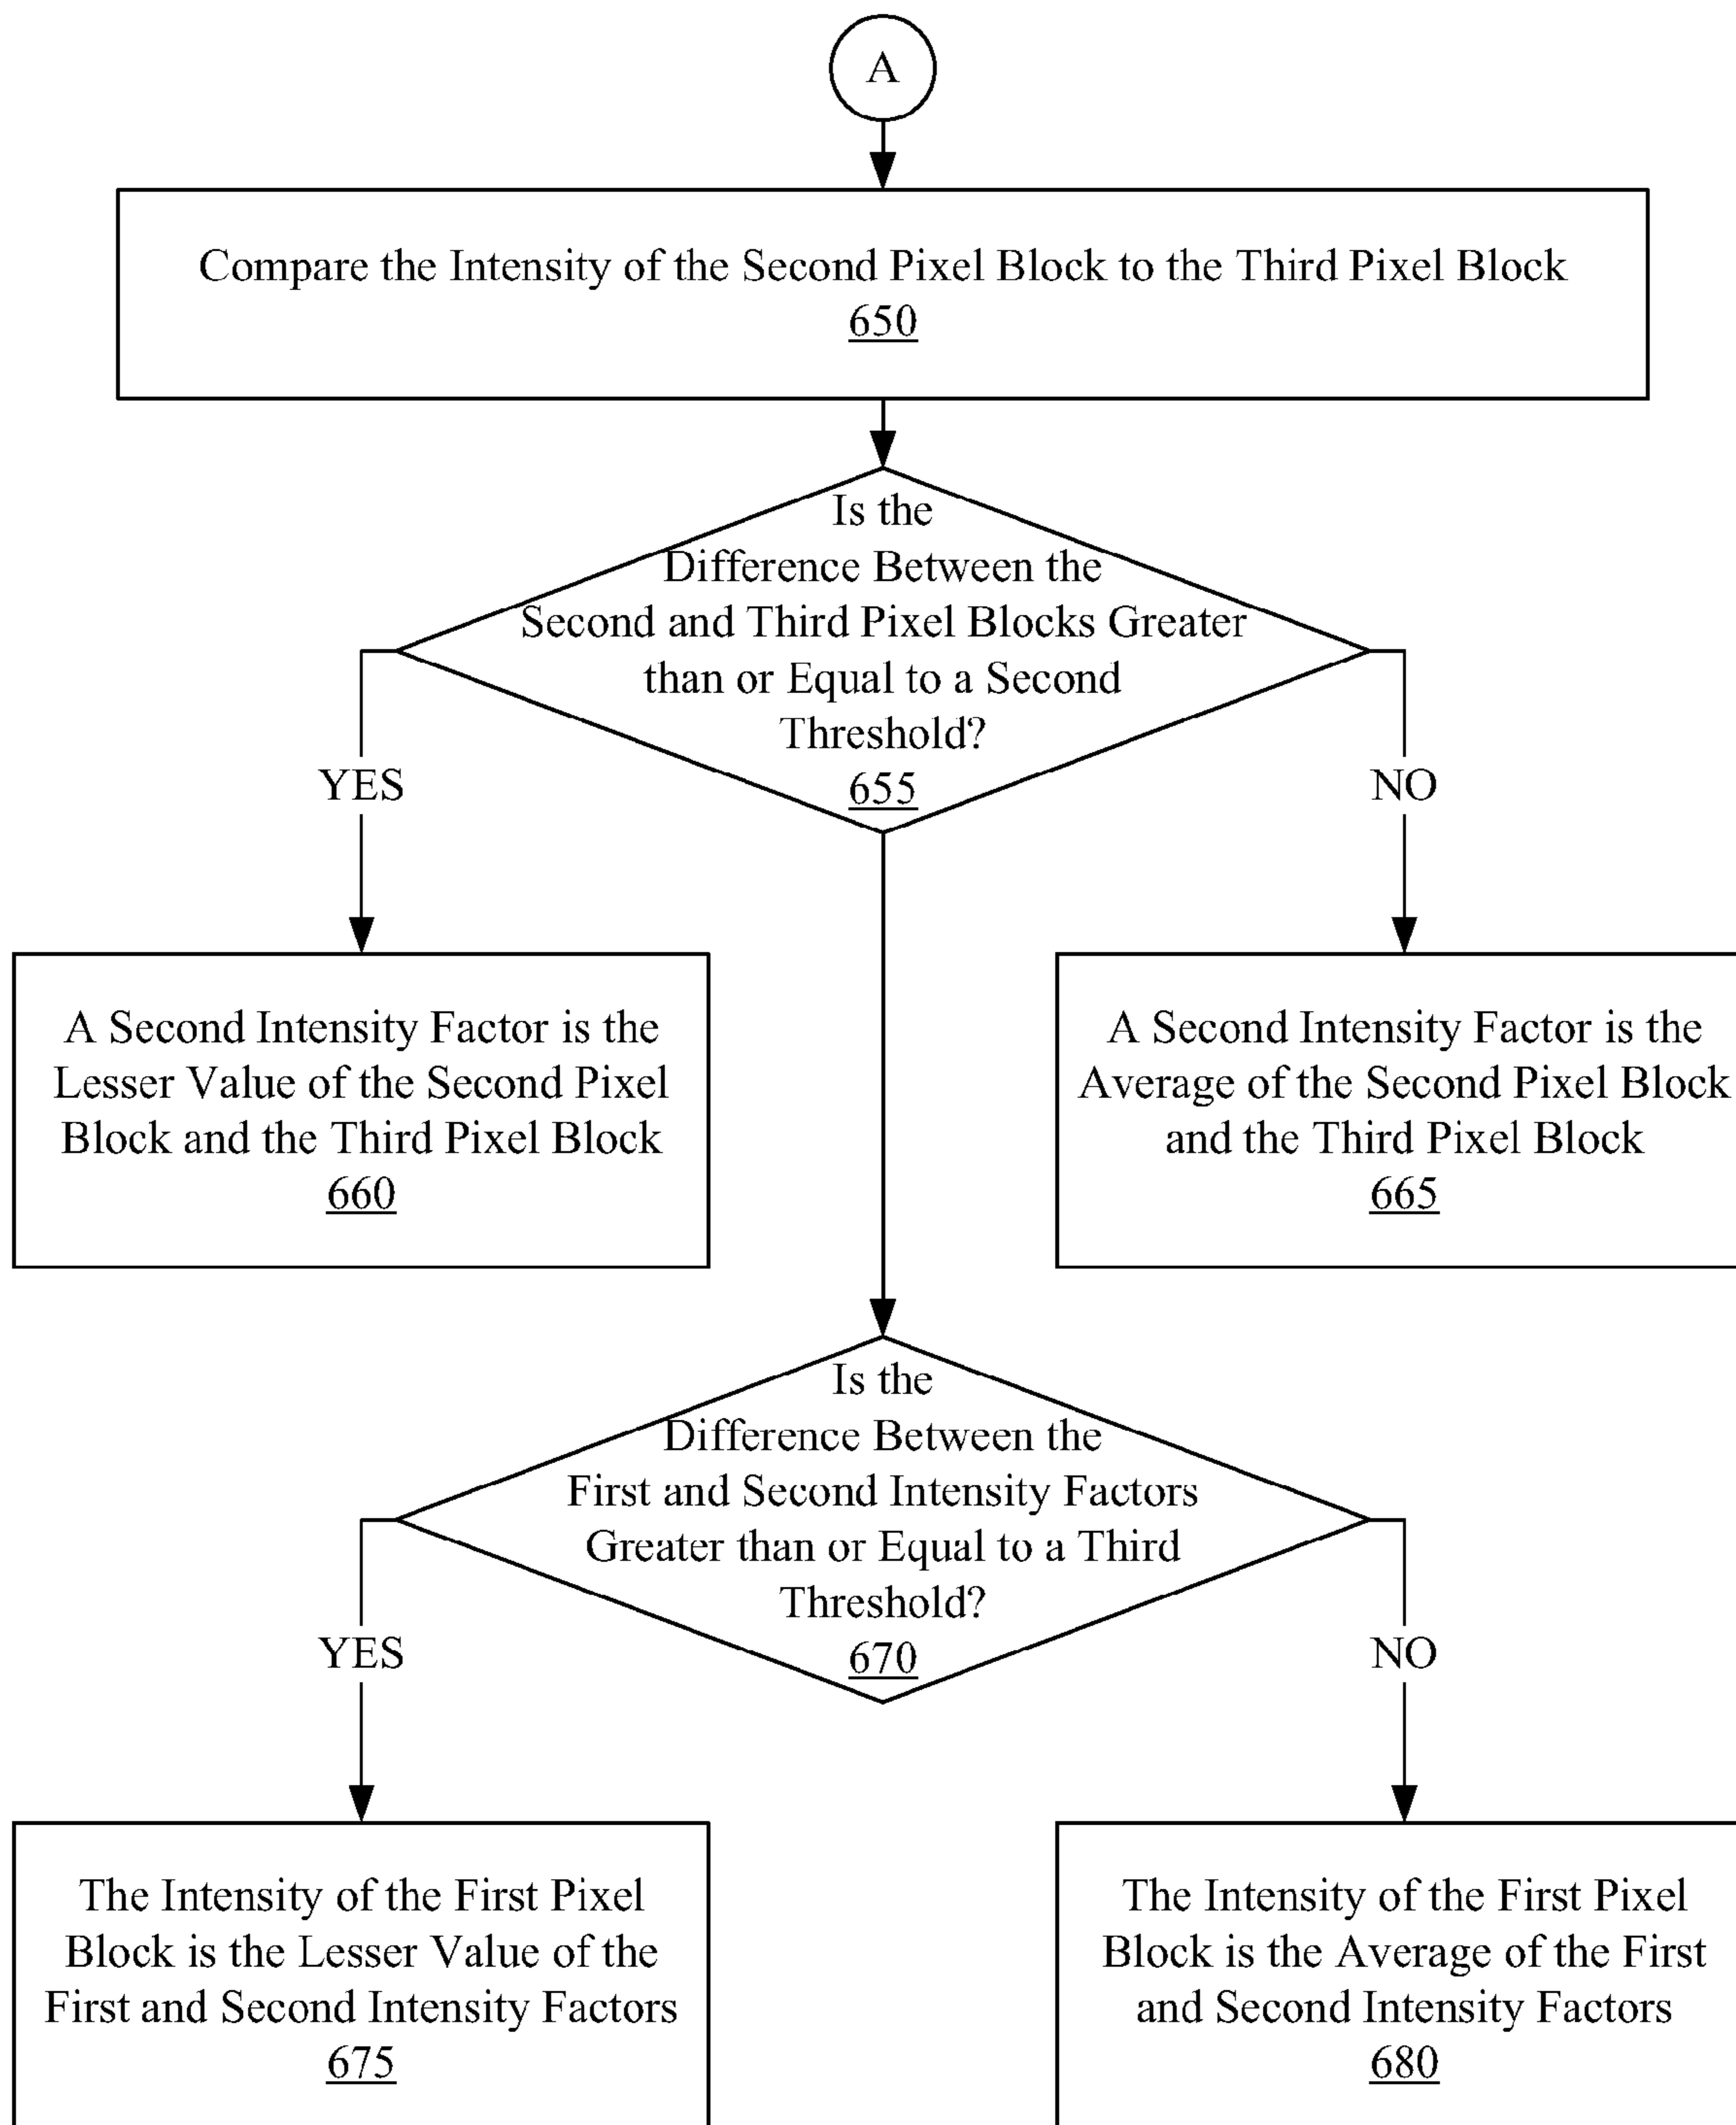 A
Compare the Intensity of the Second Pixel Block to the Third Pixel Block
650
Is the
Difference Between the
Second and Third Pixel Blocks Greater
than or Equal to a Second
Threshold?
655
YES
NO
A Second Intensity Factor is the
Lesser Value of the Second Pixel
Block and the Third Pixel Block
660
A Second Intensity Factor is the
Average of the Second Pixel Block
and the Third Pixel Block
665
Is the
Difference Between the
First and Second Intensity Factors
Greater than or Equal to a Third
Threshold?
670
YES
NO
The Intensity of the First Pixel
Block is the Lesser Value of the
First and Second Intensity Factors
675
The Intensity of the First Pixel
Block is the Average of the First
and Second Intensity Factors
680